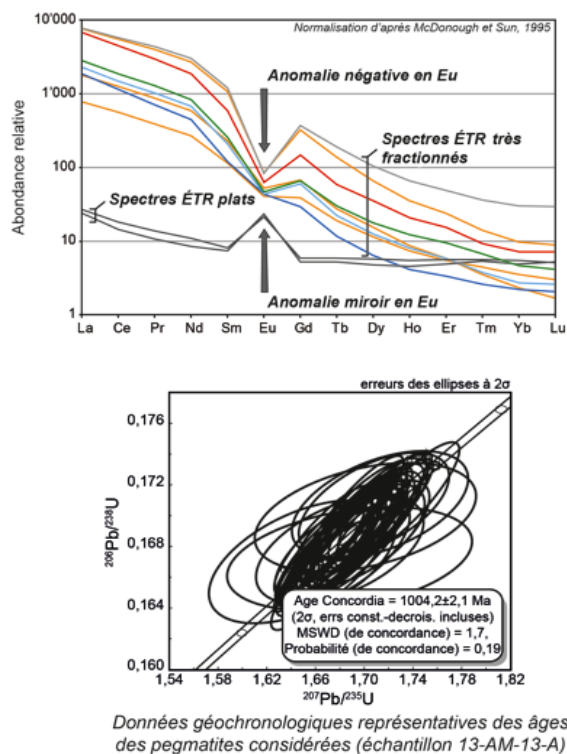 Normalisation d'après McDonough et Sun, 1995
10'000
1'000
100
10
1
Abondance relative
Anomalie négative en Eu
Spectres ÉTR très
fractionnés
Spectres ÉTR plats
Anomalie miroir en Eu
La Ce Pr Nd Sm Eu Gd Tb Dy Ho Er Tm Yb Lu
erreurs des ellipses à 2σ
0,176
0,172
0,168
0,164
0,160
206Pb/238U
Age Concordia = 1004,2±2,1 Ma
(2σ, errs const.-decrois. incluses)
MSWD (de concordance) = 1,7,
Probabilité (de concordance) = 0,19
1,54 1,58 1,62 1,66 1,70 1,74 1,78 1,82
207Pb/235U
Données géochronologiques représentatives des âges
des pegmatites considérées (échantillon 13-AM-13-A)